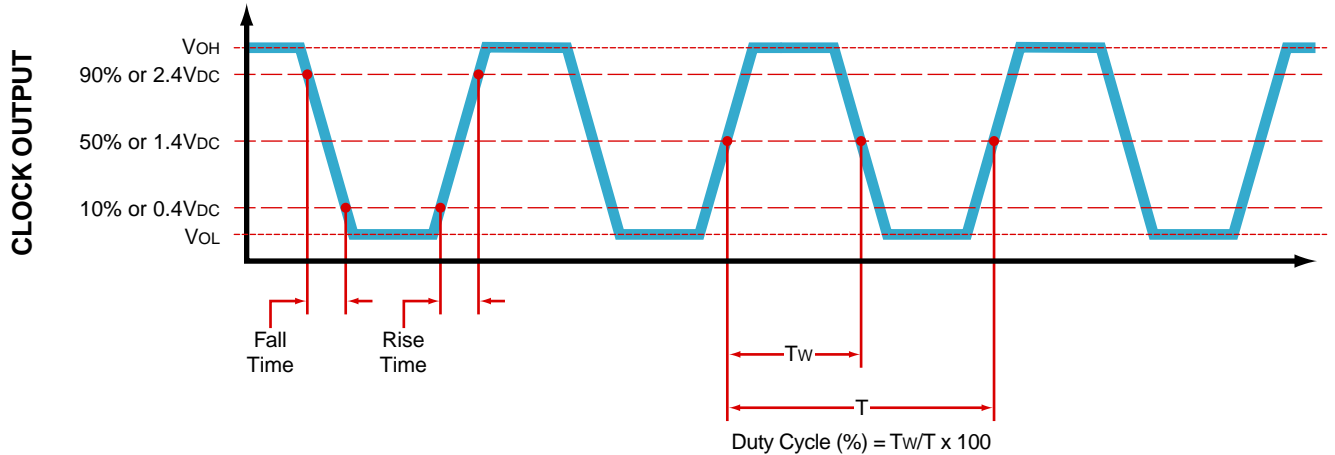 CLOCK OUTPUT
VOH
90% or 2.4VDC
50% or 1.4VDC
10% or 0.4VDC
VOL
Fall
Time
Rise
Time
TW
T
Duty Cycle (%) = TW/T x 100